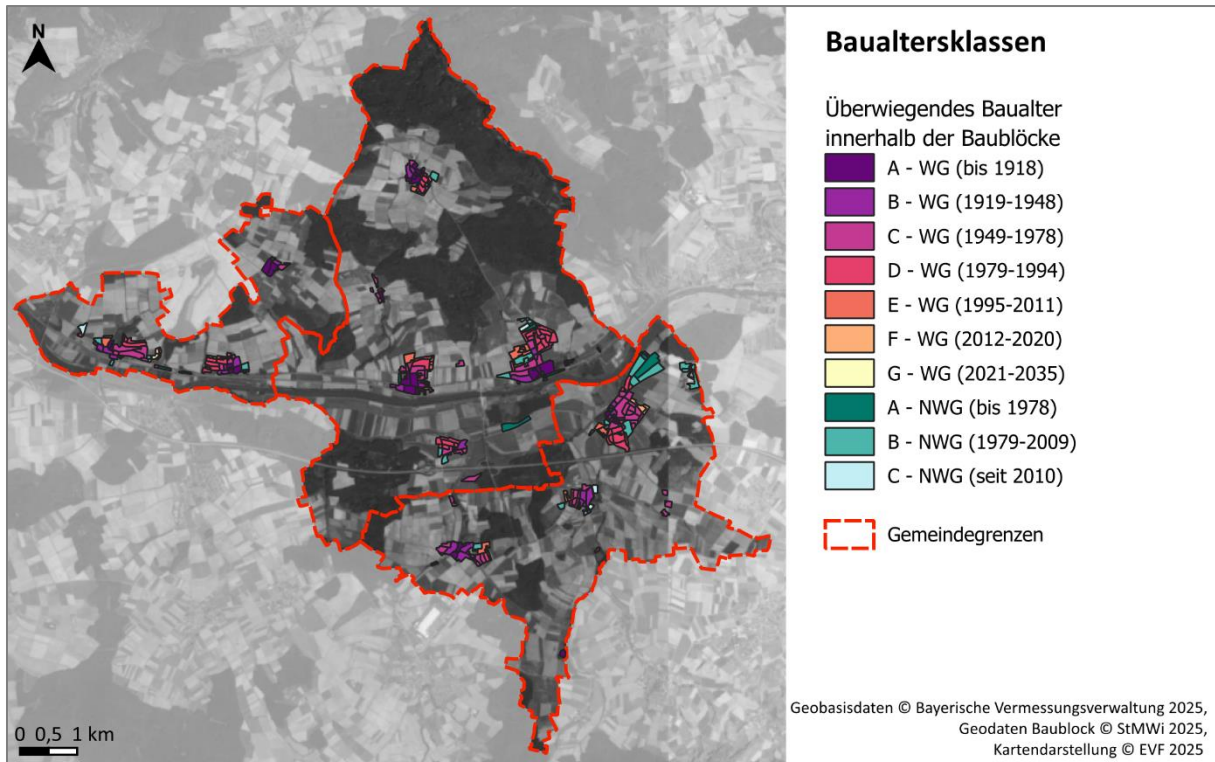 N
Baualtersklassen
Überwiegendes Baualter
innerhalb der Baublöcke
A - WG (bis 1918)
B - WG (1919-1948)
C - WG (1949-1978)
D - WG (1979-1994)
E - WG (1995-2011)
F - WG (2012-2020)
G - WG (2021-2035)
A - NWG (bis 1978)
B - NWG (1979-2009)
C - NWG (seit 2010)
Gemeindegrenzen
0 0,5 1 km
Geobasisdaten © Bayerische Vermessungsverwaltung 2025,
Geodaten Baublock © StMWi 2025,
Kartendarstellung © EVF 2025